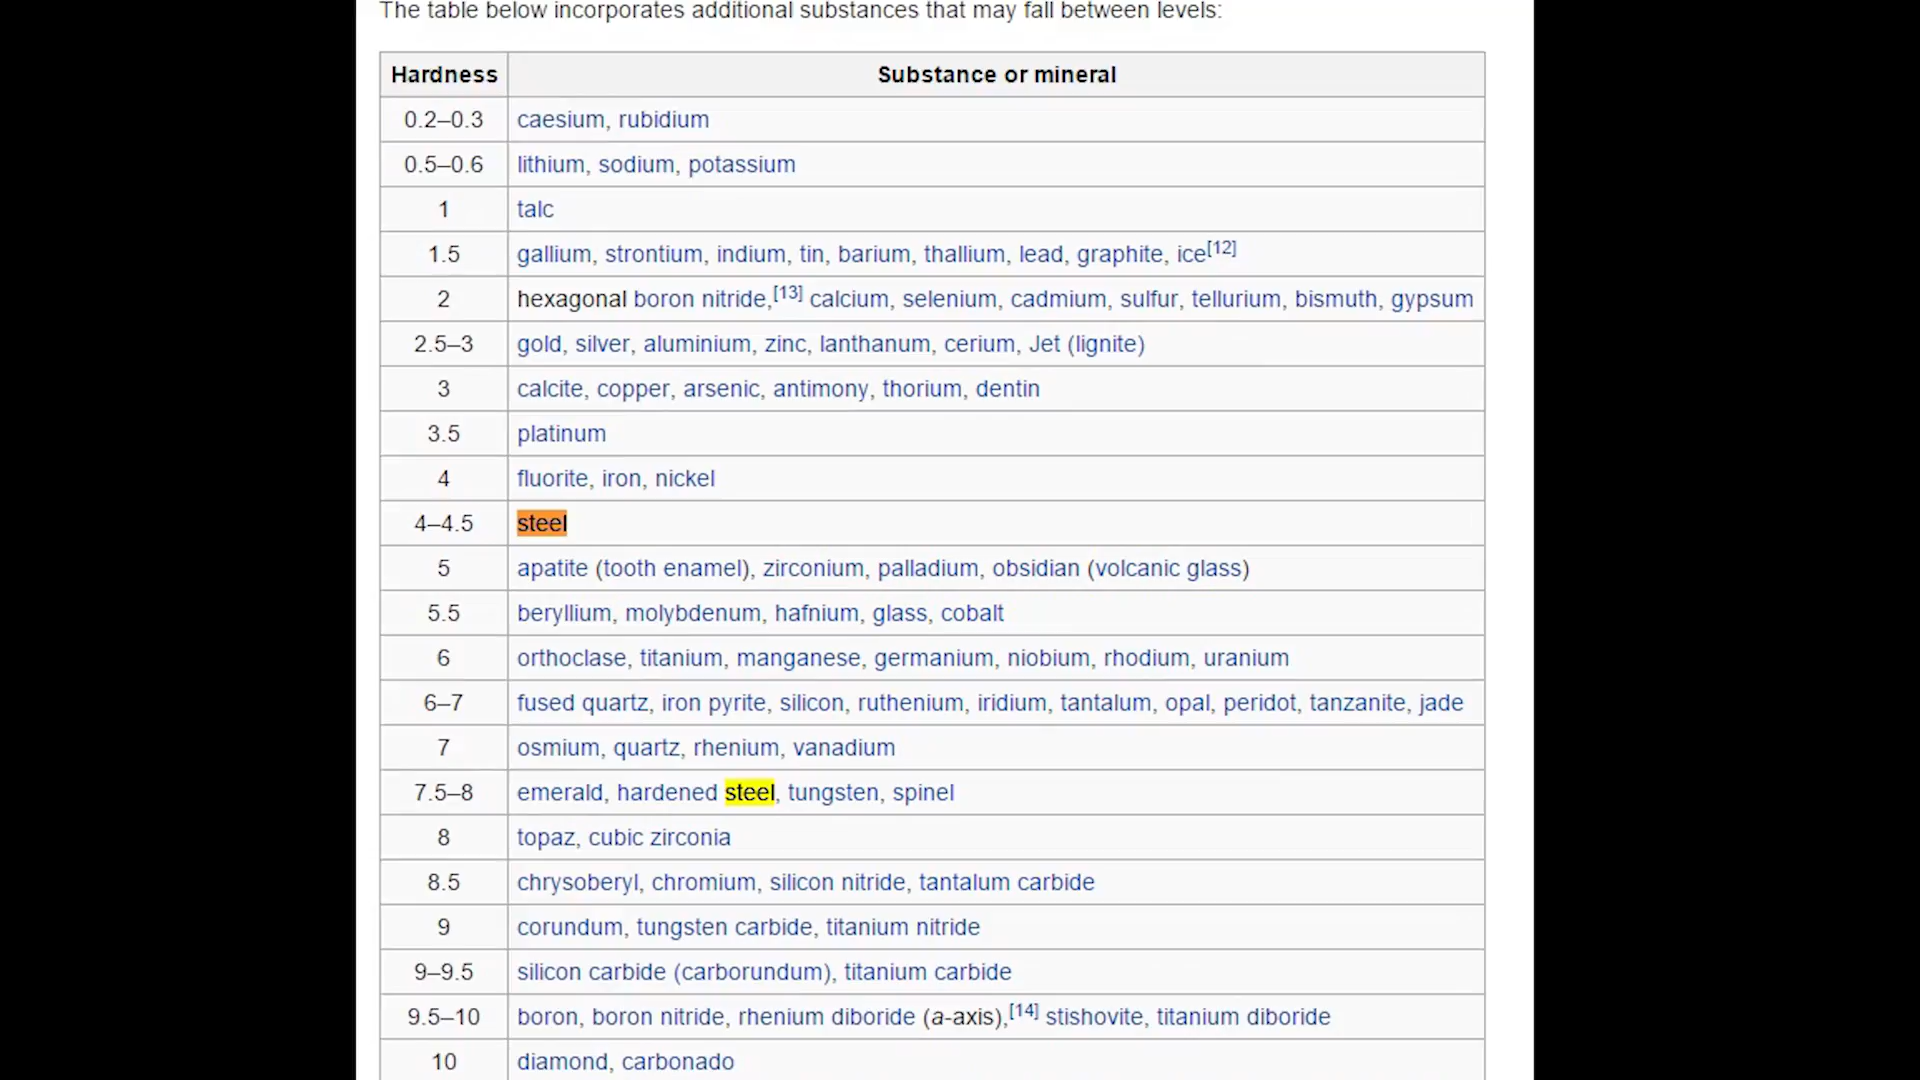 The table below incorporates additional substances that may fall between levels:
Hardness Substance or mineral
0.2–0.3 caesium, rubidium
0.5–0.6 lithium, sodium, potassium
1 talc
1.5 gallium, strontium, indium, tin, barium, thallium, lead, graphite, ice[12]
2 hexagonal boron nitride,[13] calcium, selenium, cadmium, sulfur, tellurium, bismuth, gypsum
2.5–3 gold, silver, aluminium, zinc, lanthanum, cerium, Jet (lignite)
3 calcite, copper, arsenic, antimony, thorium, dentin
3.5 platinum
4 fluorite, iron, nickel
4–4.5 steel
5 apatite (tooth enamel), zirconium, palladium, obsidian (volcanic glass)
5.5 beryllium, molybdenum, hafnium, glass, cobalt
6 orthoclase, titanium, manganese, germanium, niobium, rhodium, uranium
6–7 fused quartz, iron pyrite, silicon, ruthenium, iridium, tantalum, opal, peridot, tanzanite, jade
7 osmium, quartz, rhenium, vanadium
7.5–8 emerald, hardened steel, tungsten, spinel
8 topaz, cubic zirconia
8.5 chrysoberyl, chromium, silicon nitride, tantalum carbide
9 corundum, tungsten carbide, titanium nitride
9–9.5 silicon carbide (carborundum), titanium carbide
9.5–10 boron, boron nitride, rhenium diboride (a-axis),[14] stishovite, titanium diboride
10 diamond, carbonado